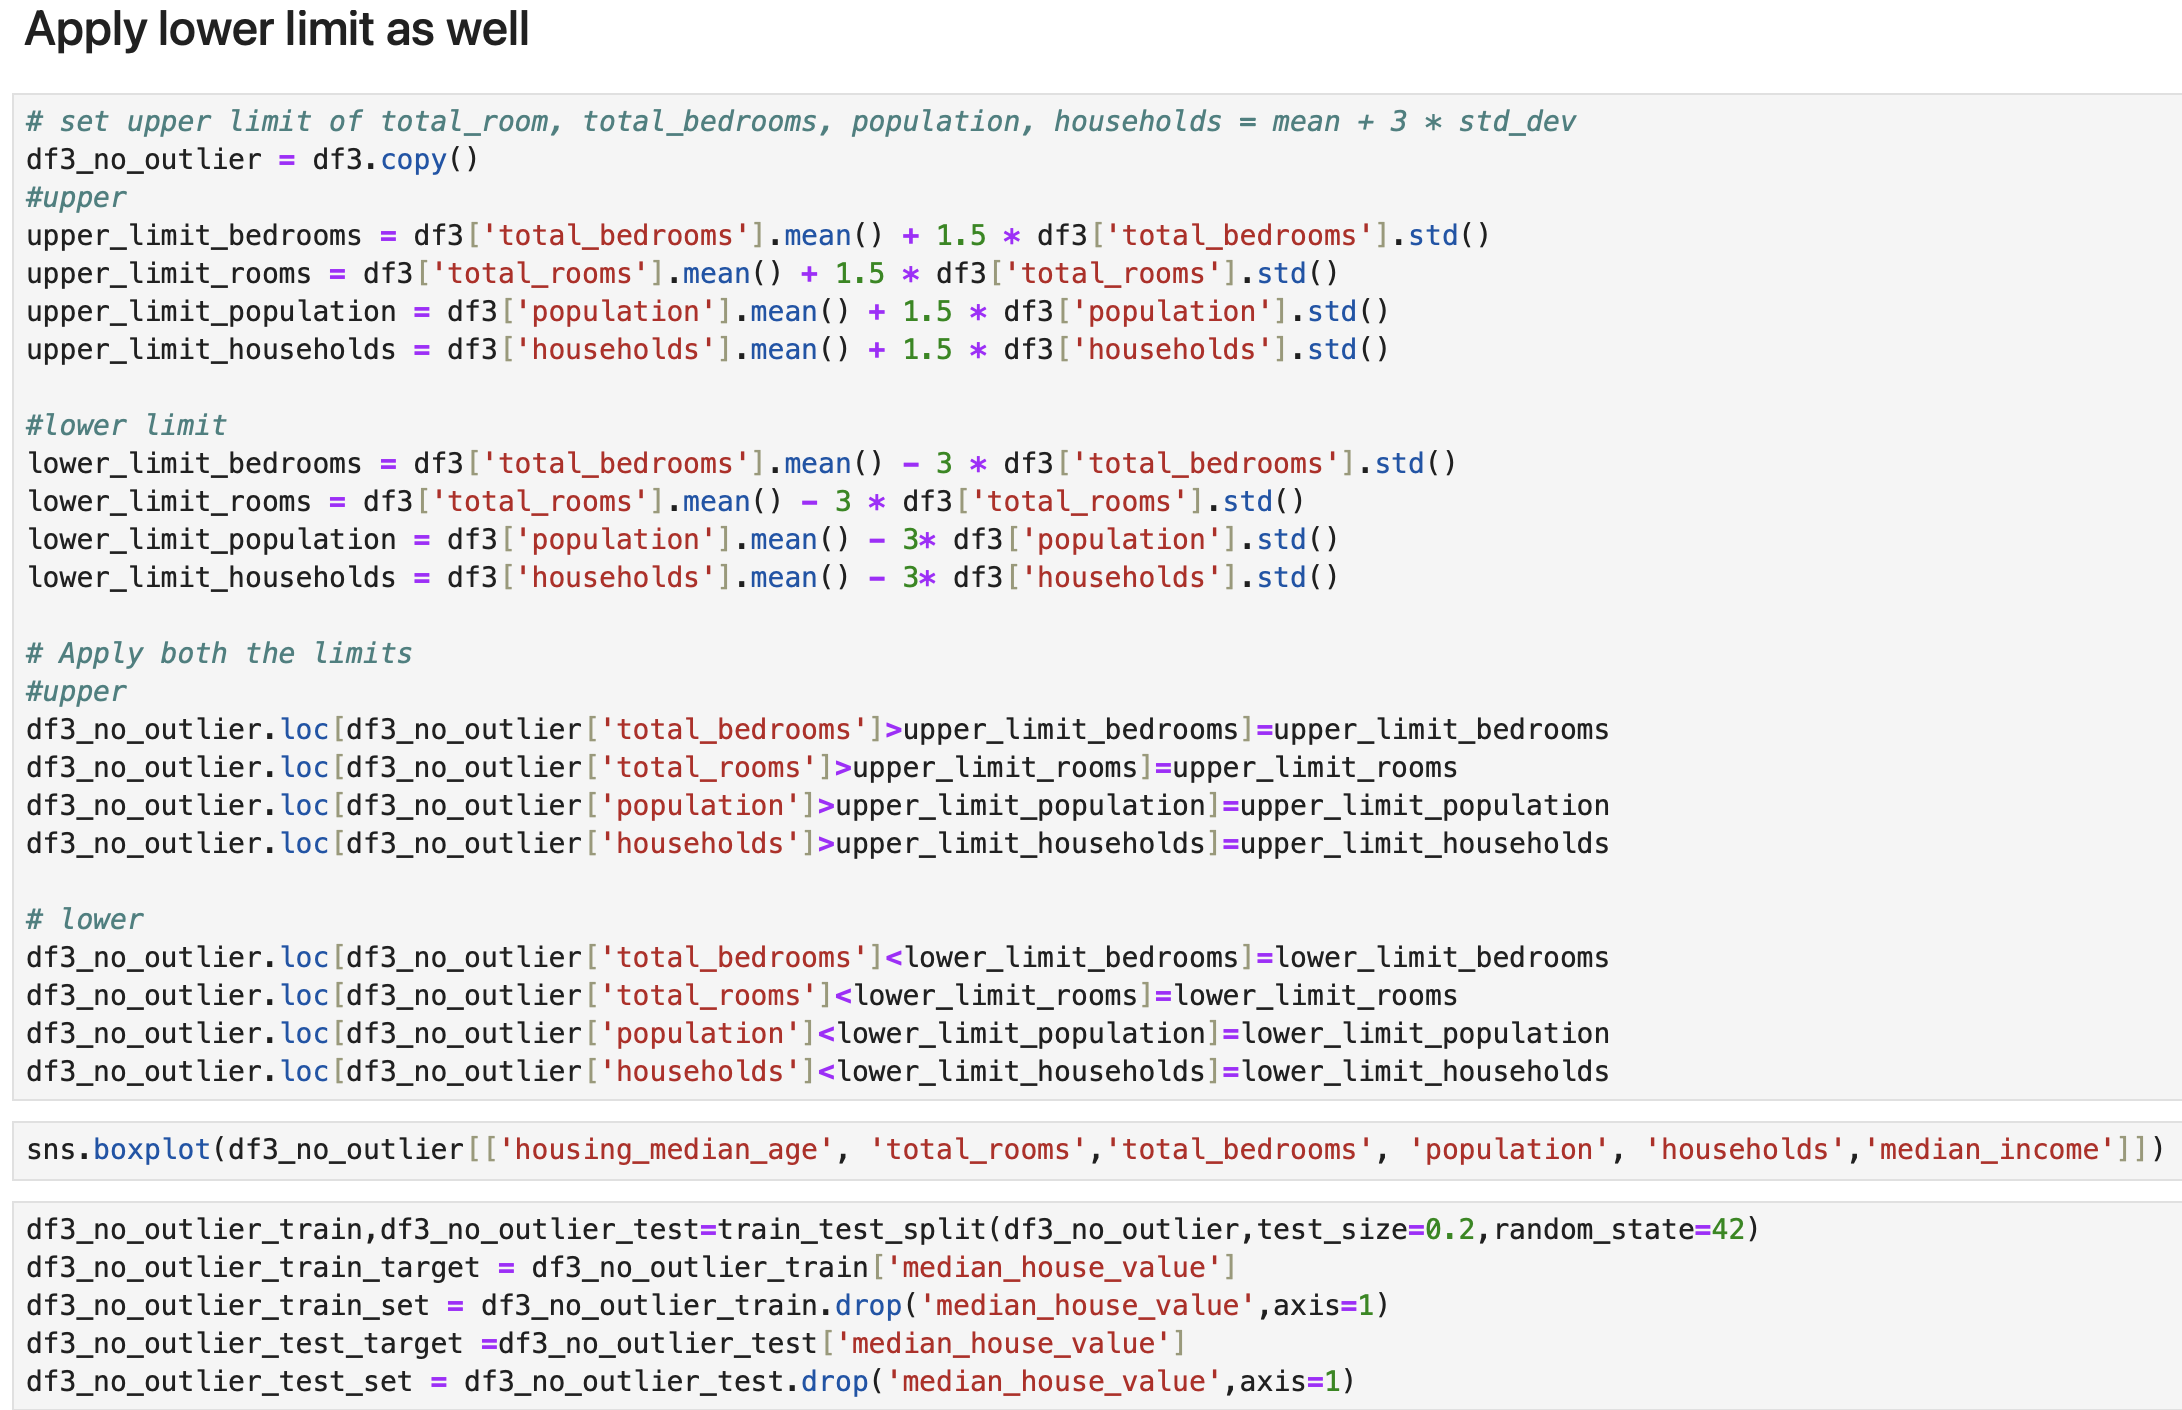 Apply lower limit as well
# set upper limit of total_room, total_bedrooms, population, households = mean + 3 * std_dev
df3_no_outlier = df3.copy()
#upper
upper_limit_bedrooms = df3['total_bedrooms'].mean() + 1.5 * df3['total_bedrooms'].std()
upper_limit_rooms = df3['total_rooms'].mean() + 1.5 * df3['total_rooms'].std()
upper_limit_population = df3['population'].mean() + 1.5 * df3['population'].std()
upper_limit_households = df3['households'].mean() + 1.5 * df3['households'].std()
#lower limit
lower_limit_bedrooms = df3['total_bedrooms'].mean() - 3 * df3['total_bedrooms'].std()
lower_limit_rooms = df3['total_rooms'].mean() - 3 * df3['total_rooms'].std()
lower_limit_population = df3['population'].mean() - 3* df3['population'].std()
lower_limit_households = df3['households'].mean() - 3* df3['households'].std()
# Apply both the limits
#upper
df3_no_outlier.loc[df3_no_outlier['total_bedrooms']>upper_limit_bedrooms]=upper_limit_bedrooms
df3_no_outlier.loc[df3_no_outlier['total_rooms']>upper_limit_rooms]=upper_limit_rooms
df3_no_outlier.loc[df3_no_outlier['population']>upper_limit_population]=upper_limit_population
df3_no_outlier.loc[df3_no_outlier['households']>upper_limit_households]=upper_limit_households
# lower
df3_no_outlier.loc[df3_no_outlier['total_bedrooms']<lower_limit_bedrooms]=lower_limit_bedrooms
df3_no_outlier.loc[df3_no_outlier['total_rooms']<lower_limit_rooms]=lower_limit_rooms
df3_no_outlier.loc[df3_no_outlier['population']<lower_limit_population]=lower_limit_population
df3_no_outlier.loc[df3_no_outlier['households']<lower_limit_households]=lower_limit_households
sns.boxplot(df3_no_outlier[['housing_median_age', 'total_rooms','total_bedrooms', 'population', 'households','median_income']])
df3_no_outlier_train,df3_no_outlier_test=train_test_split(df3_no_outlier,test_size=0.2,random_state=42)
df3_no_outlier_train_target = df3_no_outlier_train['median_house_value']
df3_no_outlier_train_set = df3_no_outlier_train.drop('median_house_value',axis=1)
df3_no_outlier_test_target =df3_no_outlier_test['median_house_value']
df3_no_outlier_test_set = df3_no_outlier_test.drop('median_house_value',axis=1)